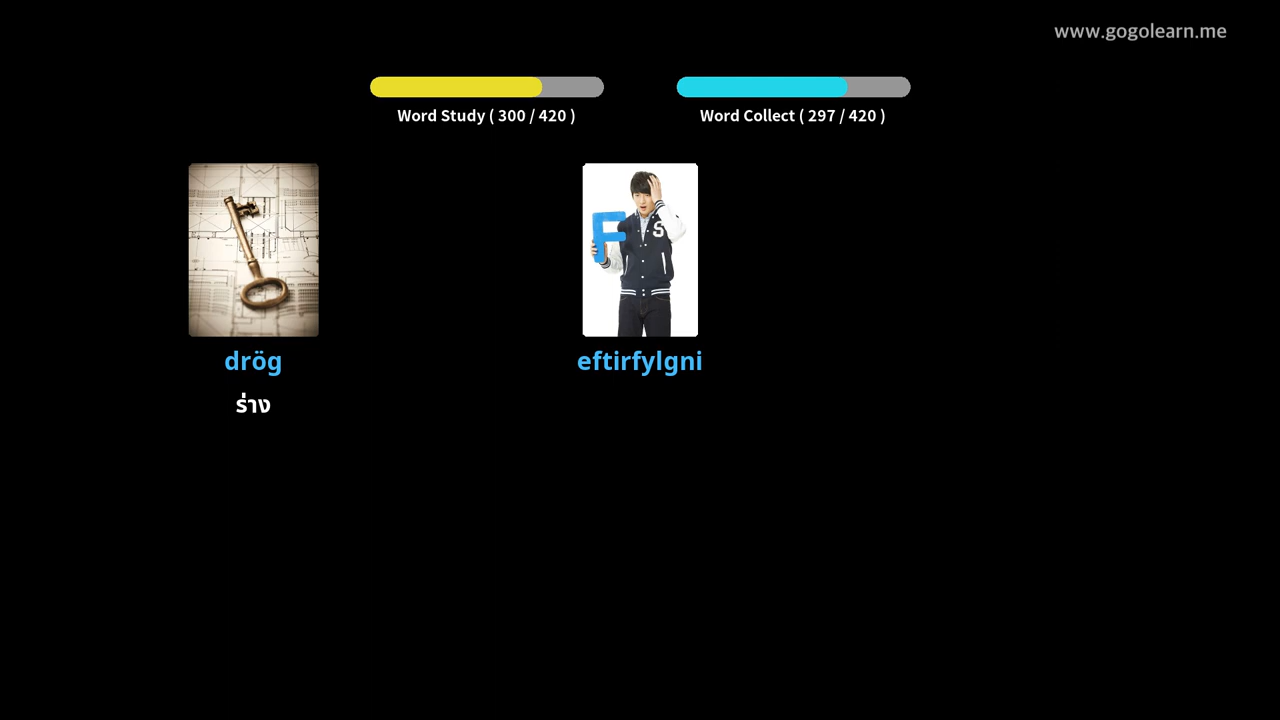 www.gogolearn.me
Word Study ( 300 / 420 )
Word Collect ( 297 / 420 )
F
S
drög
eftirfylgni
ร่าง